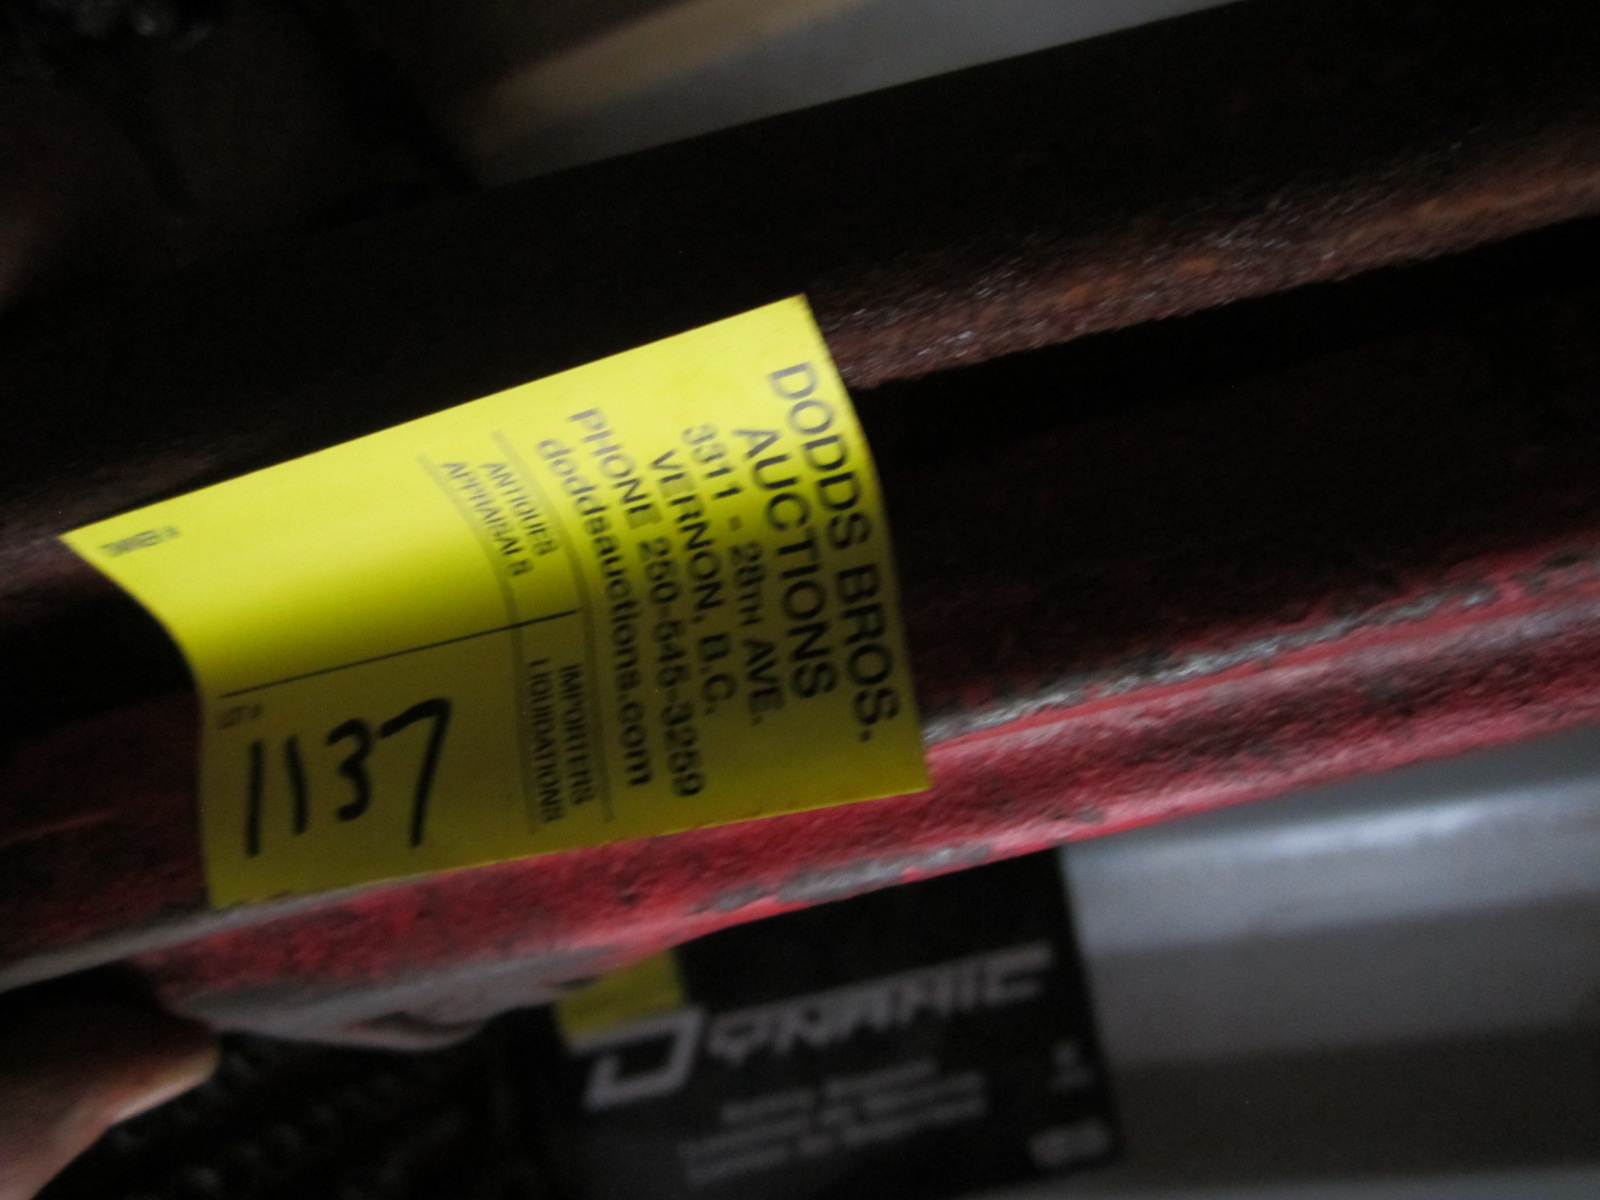 DODDS BROS.
AUCTIONS
3311 - 28TH AVE.
VERNON, B.C.
PHONE 250-545-3259
doddsauctions.com
ANTIQUES
APPRAISALS
IMPORTERS
LIQUIDATIONS
LOT #
1137
DYNAMIC